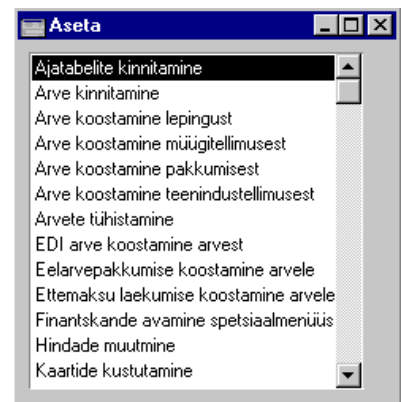 Aseta
Ajatabelite kinnitamine
Arve kinnitamine
Arve koostamine lepingust
Arve koostamine müügitellimusest
Arve koostamine pakkumisest
Arve koostamine teenindustellimusest
Arvete tühistamine
EDI arve koostamine arvest
Eelarvepakkumise koostamine arvele
Ettemaksu laekumise koostamine arvele
Finantskande avamine spetsiaalmenüüs
Hindade muutmine
Kaartide kustutamine